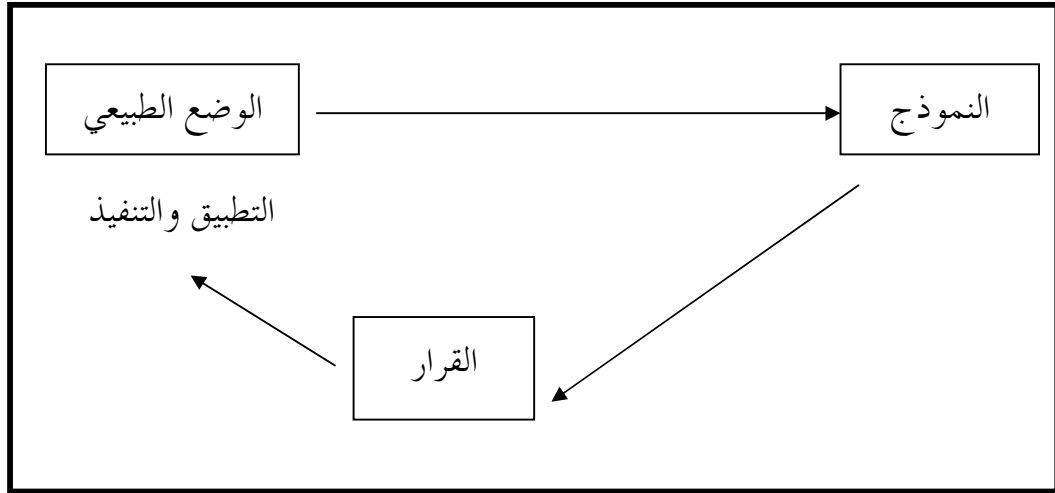 النموذج
الوضع الطبيعي
التطبيق والتنفيذ
القرار